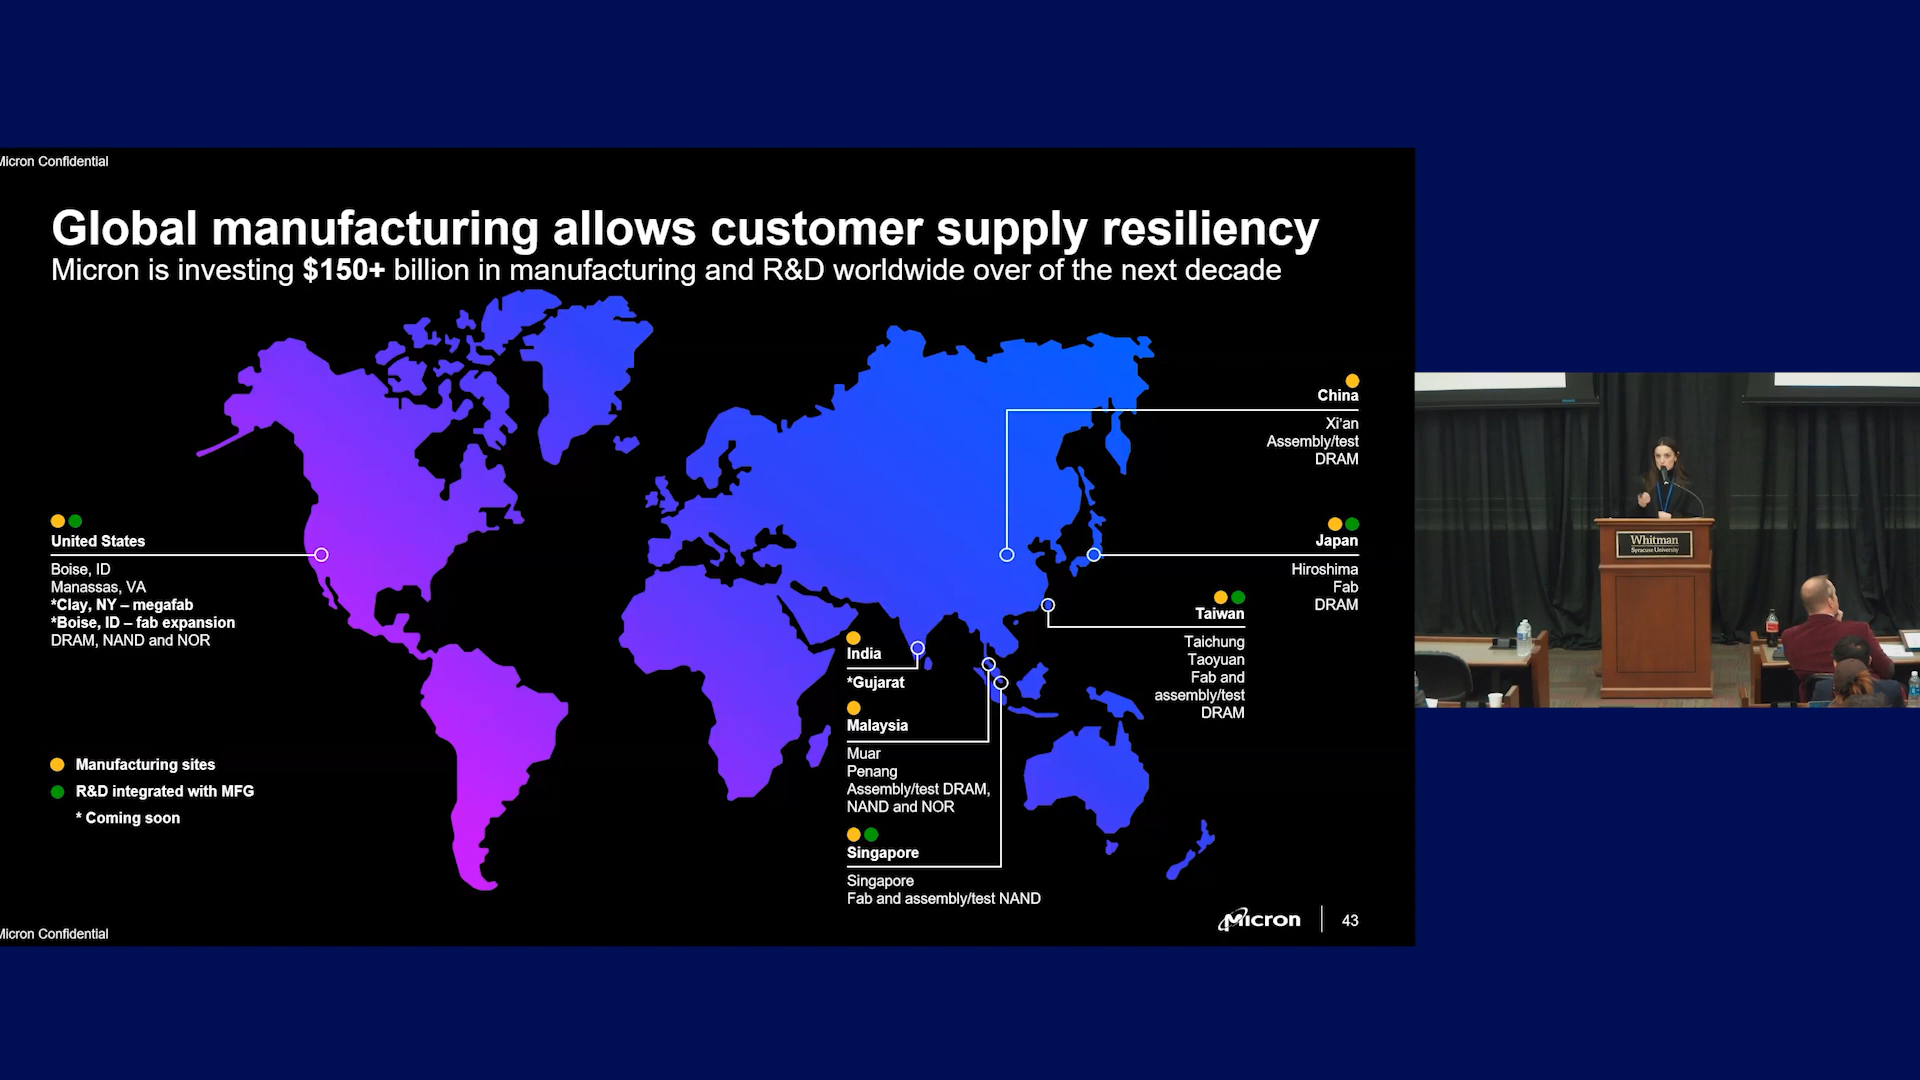 Micron Confidential
Global manufacturing allows customer supply resiliency
Micron is investing $150+ billion in manufacturing and R&D worldwide over of the next decade
United States
Boise, ID
Manassas, VA
*Clay, NY – megafab
*Boise, ID – fab expansion
DRAM, NAND and NOR
Manufacturing sites
R&D integrated with MFG
* Coming soon
India
*Gujarat
Malaysia
Muar
Penang
Assembly/test DRAM,
NAND and NOR
Singapore
Singapore
Fab and assembly/test NAND
China
Xi'an
Assembly/test
DRAM
Japan
Hiroshima
Fab
DRAM
Taiwan
Taichung
Taoyuan
Fab and
assembly/test
DRAM
Micron
43
Micron Confidential
Whitman
Syracuse University